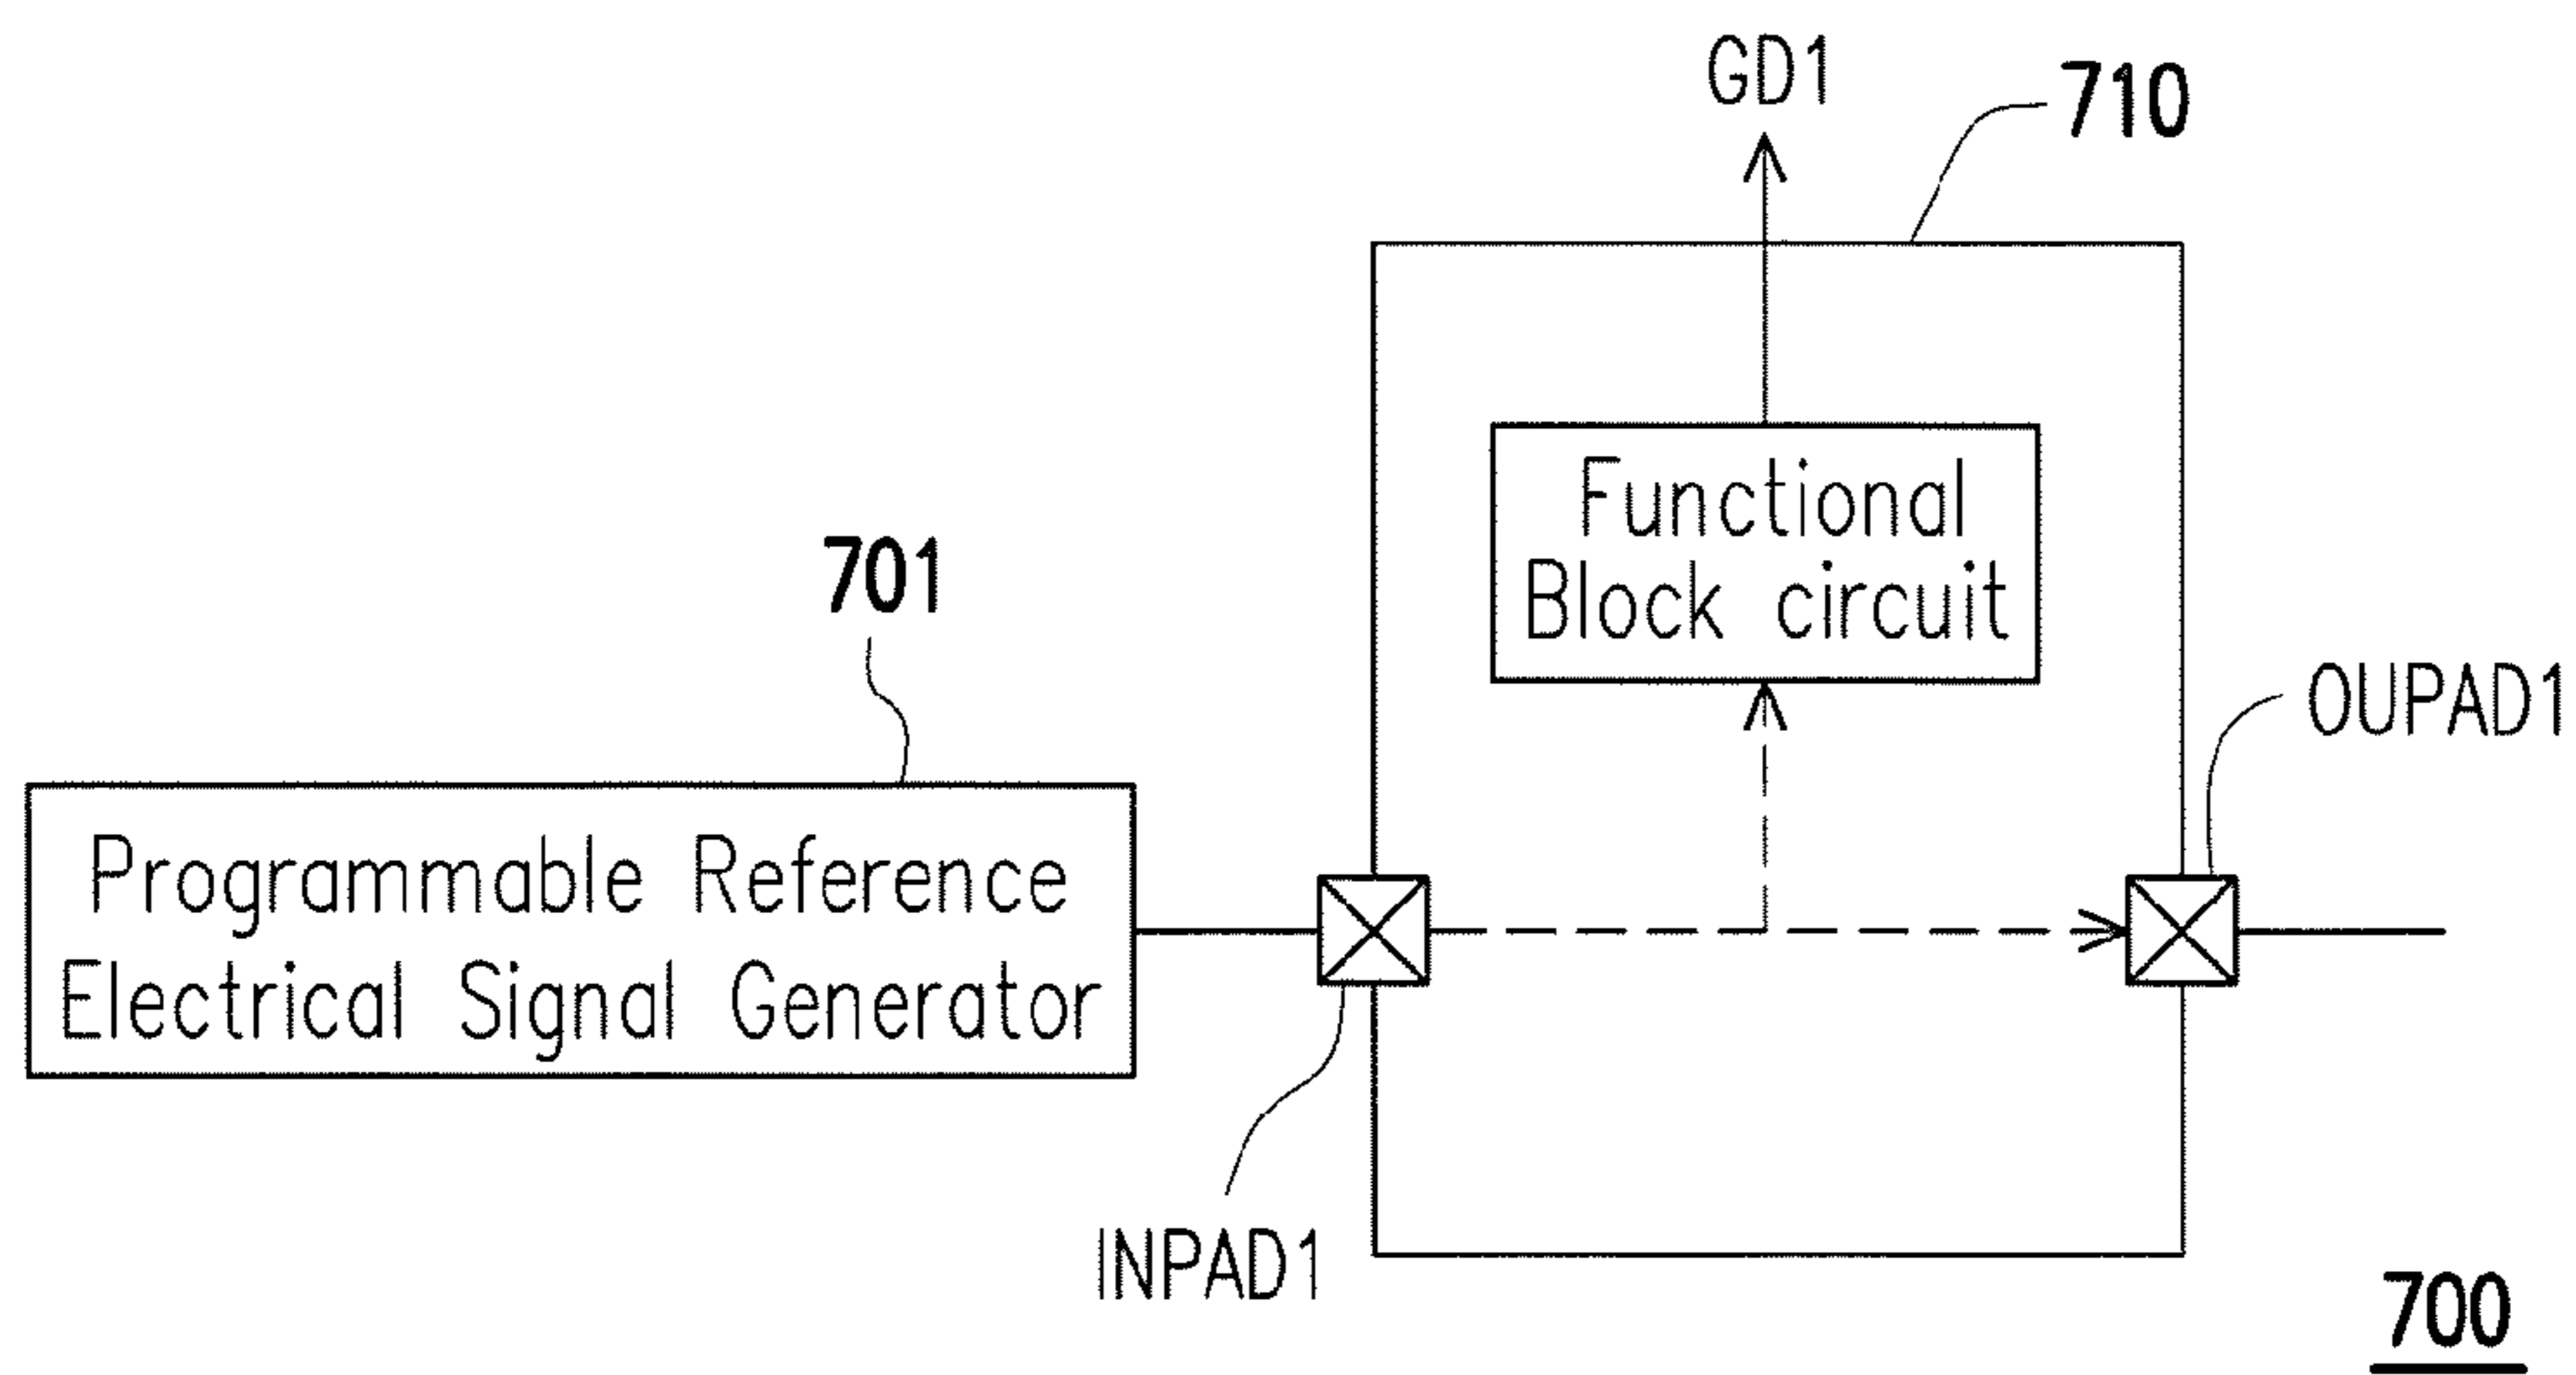 GD1
710
Functional
Block circuit
701
OUPAD1
Programmable Reference
Electrical Signal Generator
INPAD1
700